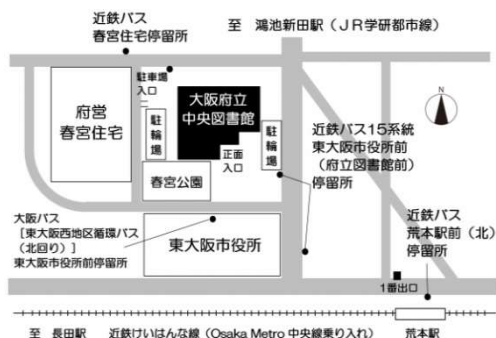 近鉄バス
春宮住宅停留所
至　鴻池新田駅（ＪＲ学研都市線）
駐車場
入口
府営
春宮住宅
駐輪場
大阪府立
中央図書館
正面
入口
駐輪場
春宮公園
近鉄バス15系統
東大阪市役所前
（府立図書館前）
停留所
N
大阪バス
［東大阪西地区循環バス
（北回り）］
東大阪市役所前停留所
東大阪市役所
近鉄バス
荒本駅前（北）
停留所
1番出口
至　長田駅
近鉄けいはんな線（Osaka Metro 中央線乗り入れ）
荒本駅